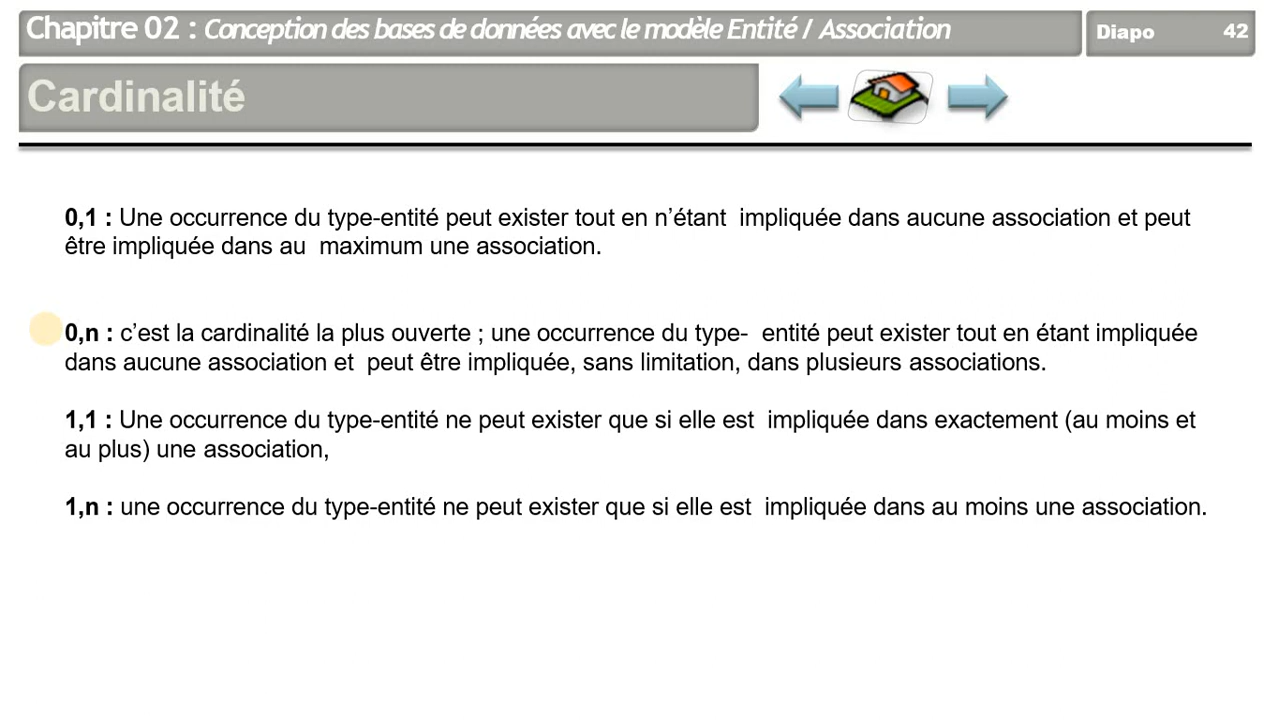 Chapitre 02 : Conception des bases de données avec le modèle Entité / Association
Diapo 42
Cardinalité
0,1 : Une occurrence du type-entité peut exister tout en n’étant impliquée dans aucune association et peut
être impliquée dans au maximum une association.
0,n : c’est la cardinalité la plus ouverte ; une occurrence du type- entité peut exister tout en étant impliquée
dans aucune association et peut être impliquée, sans limitation, dans plusieurs associations.
1,1 : Une occurrence du type-entité ne peut exister que si elle est impliquée dans exactement (au moins et
au plus) une association,
1,n : une occurrence du type-entité ne peut exister que si elle est impliquée dans au moins une association.